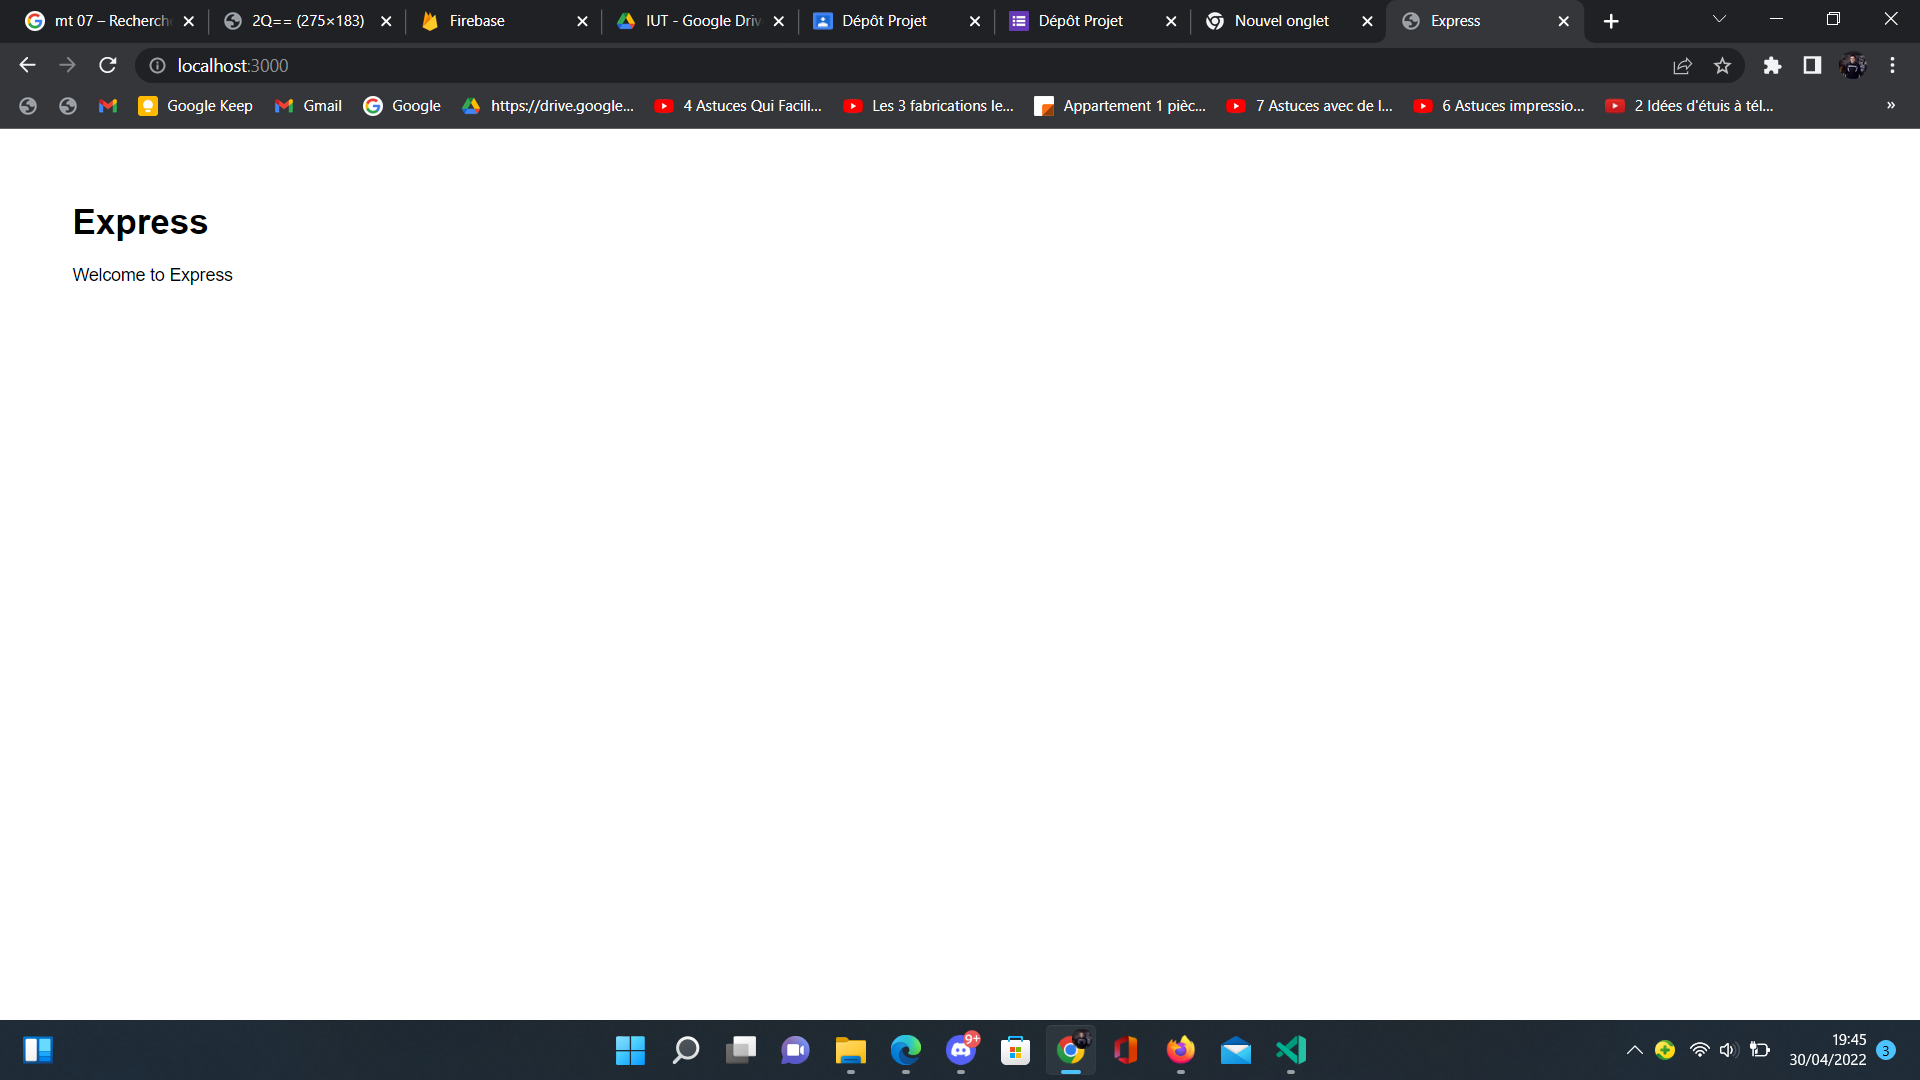 mt 07 – Recherch
2Q== (275×183)
Firebase
IUT - Google Driv
Dépôt Projet
Dépôt Projet
Nouvel onglet
Express
localhost:3000
Google Keep
Gmail
Google
https://drive.google...
4 Astuces Qui Facili...
Les 3 fabrications le...
Appartement 1 pièc...
7 Astuces avec de l...
6 Astuces impressio...
2 Idées d'étuis à tél...
»
Express
Welcome to Express
9+
19:45
30/04/2022
3